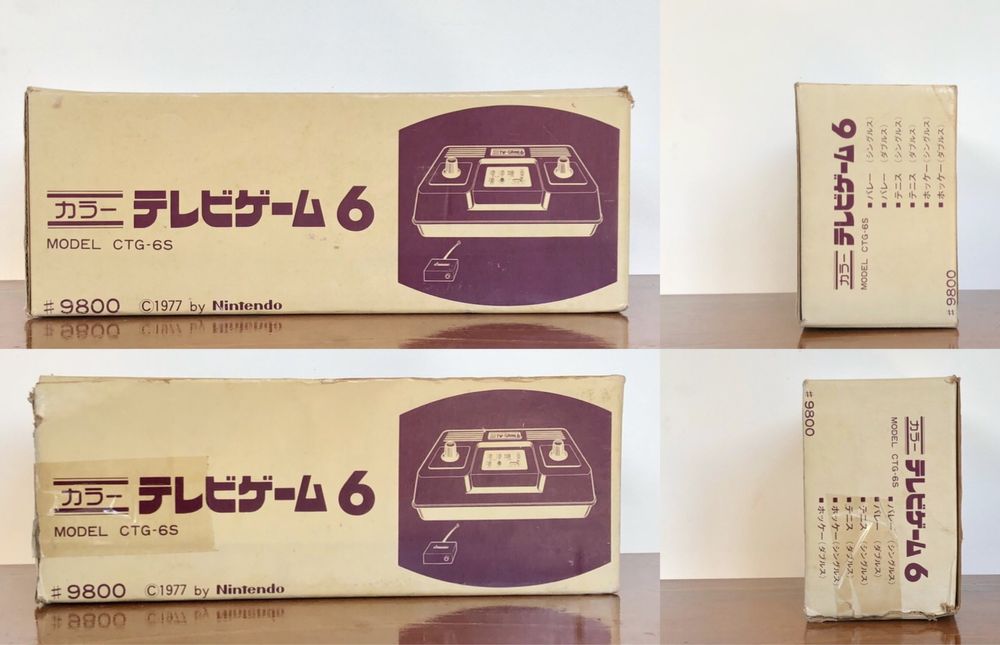 カラー テレビゲーム 6
MODEL CTG-6S
#9800 ©1977 by Nintendo
TV-GAME6
カラー テレビゲーム 6
MODEL CTG-6S
■バレー (シングルス)
■バレー (ダブルス)
■テニス (シングルス)
■テニス (ダブルス)
■ホッケー(シングルス)
■ホッケー(ダブルス)
#9800
カラー テレビゲーム 6
MODEL CTG-6S
#9800 ©1977 by Nintendo
TV-GAME6
カラー テレビゲーム 6
MODEL CTG-6S
■バレー (シングルス)
■バレー (ダブルス)
■テニス (シングルス)
■テニス (ダブルス)
■ホッケー(シングルス)
■ホッケー(ダブルス)
#9800